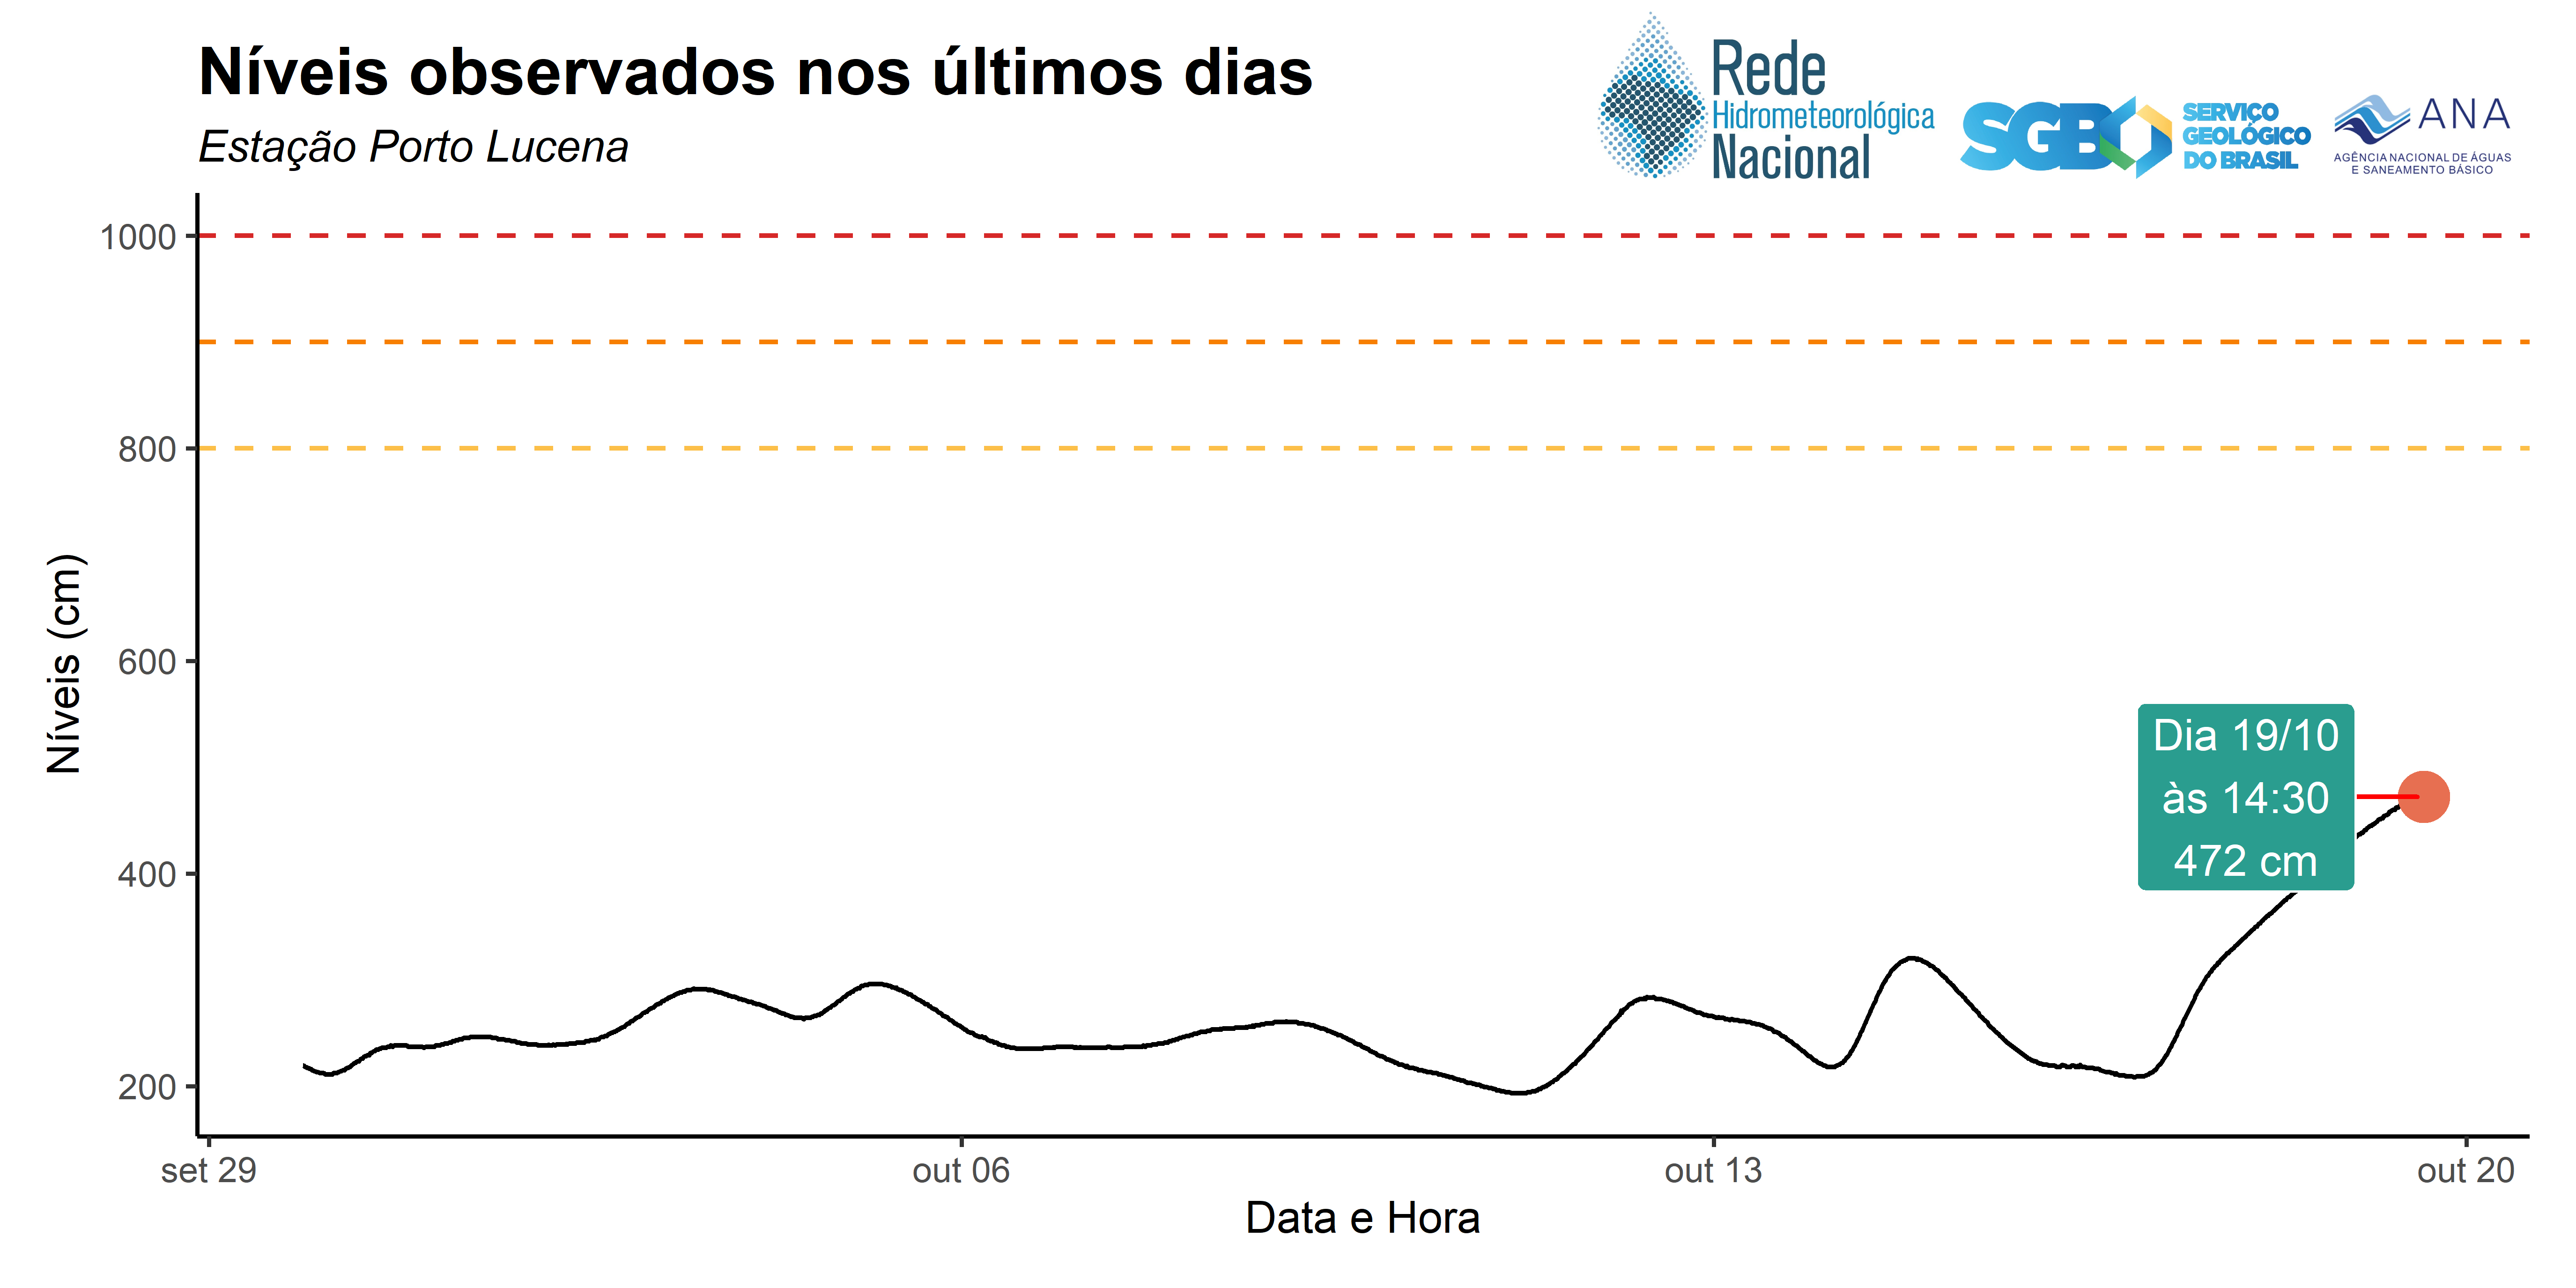 Níveis observados nos últimos dias
Estação Porto Lucena
Rede
Hidrometeorológica
Nacional
SGB
SERVIÇO
GEOLÓGICO
DO BRASIL
ANA
AGÊNCIA NACIONAL DE ÁGUAS
E SANEAMENTO BÁSICO
Níveis (cm)
1000
800
600
400
200
Dia 19/10
às 14:30
472 cm
set 29
out 06
out 13
out 20
Data e Hora